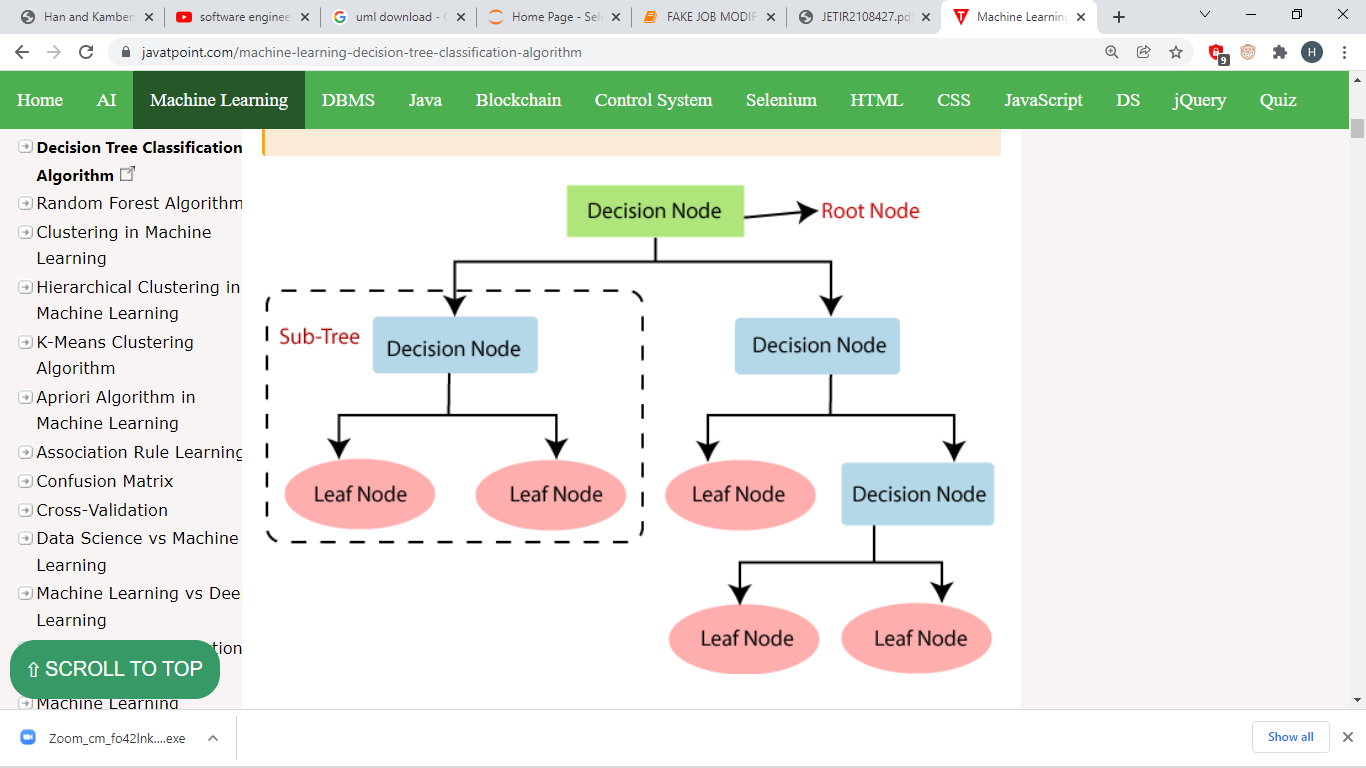 Han and Kamber
software enginee
uml download - G
Home Page - Sele
FAKE JOB MODIF
JETIR2108427.pdf
Machine Learning
javatpoint.com/machine-learning-decision-tree-classification-algorithm
9
H
Home AI Machine Learning DBMS Java Blockchain Control System Selenium HTML CSS JavaScript DS jQuery Quiz
Decision Tree Classification
Algorithm
Random Forest Algorithm
Clustering in Machine
Learning
Hierarchical Clustering in
Machine Learning
K-Means Clustering
Algorithm
Apriori Algorithm in
Machine Learning
Association Rule Learning
Confusion Matrix
Cross-Validation
Data Science vs Machine
Learning
Machine Learning vs Dee
Learning
tion
⇧ SCROLL TO TOP
Machine Learning
Decision Node Root Node
Sub-Tree Decision Node Decision Node
Leaf Node Leaf Node Leaf Node Decision Node
Leaf Node Leaf Node
Zoom_cm_fo42lnk....exe
Show all